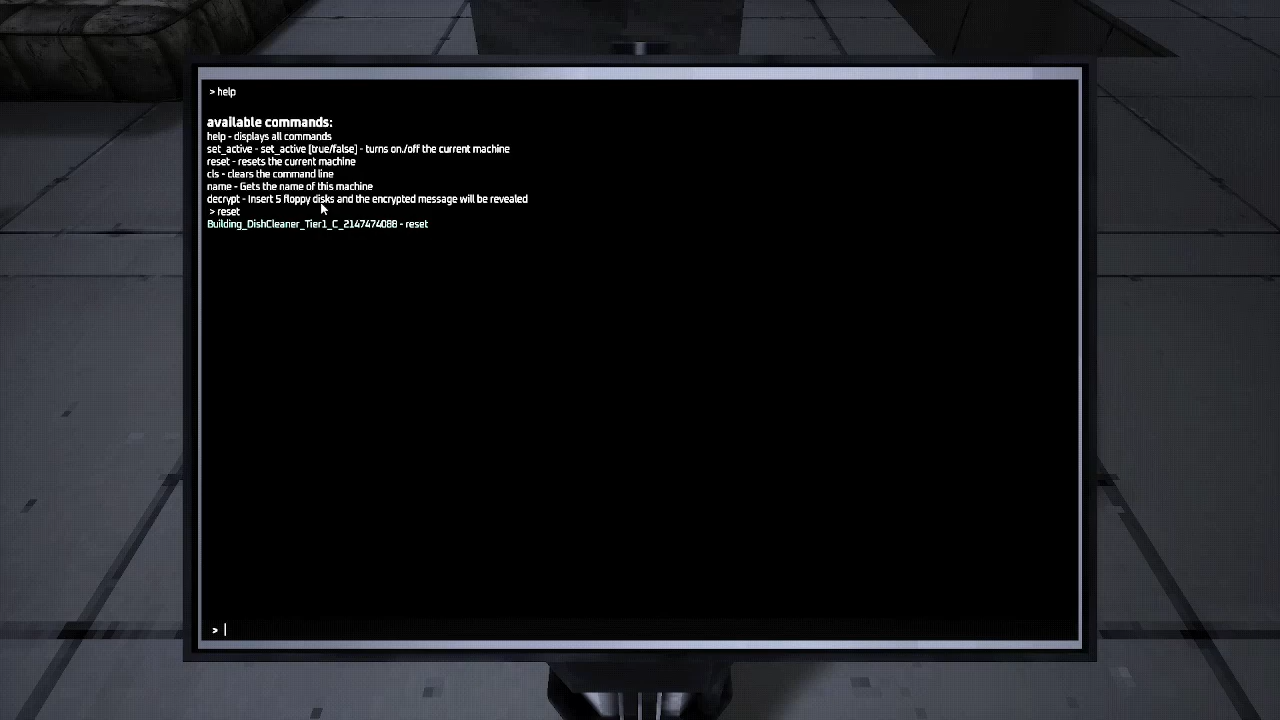 > help
available commands:
help - displays all commands
set_active - set_active [true/false] - turns on./off the current machine
reset - resets the current machine
cls - clears the command line
name - Gets the name of this machine
decrypt - Insert 5 floppy disks and the encrypted message will be revealed
> reset
Building_DishCleaner_Tier1_C_2147474088 - reset
>